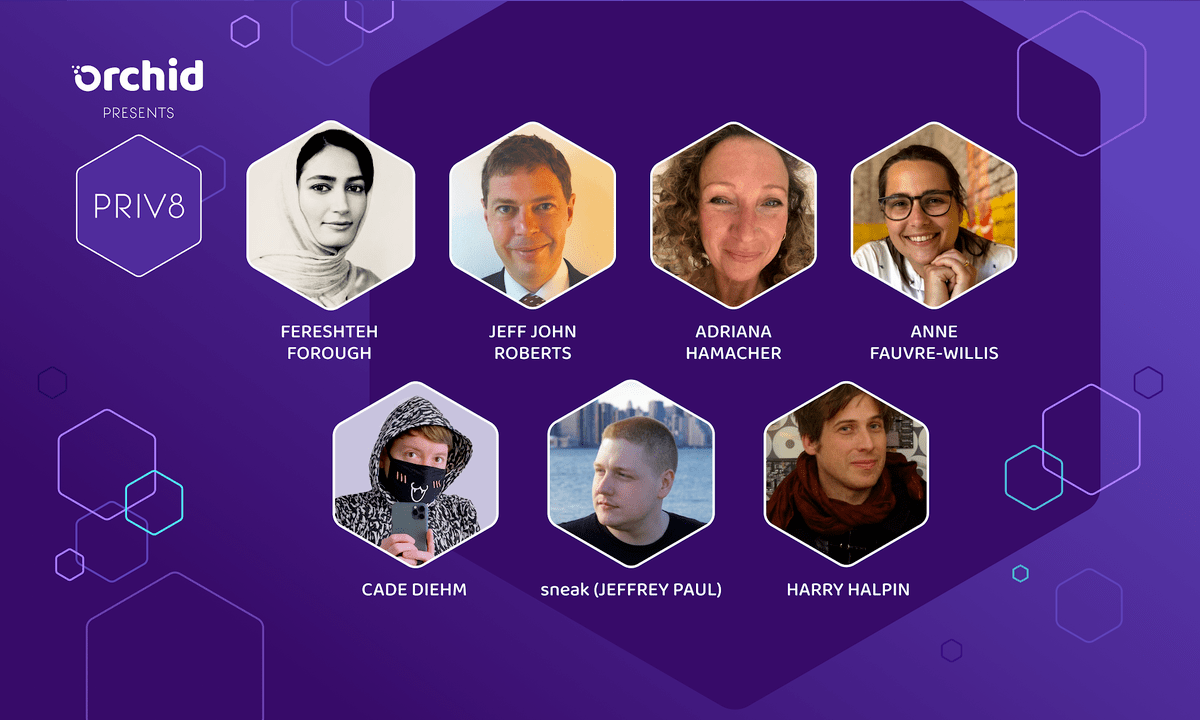 Orchid
PRESENTS
PRIV8
FERESHTEH
FOROUGH
JEFF JOHN
ROBERTS
ADRIANA
HAMACHER
ANNE
FAUVRE-WILLIS
CADE DIEHM
sneak (JEFFREY PAUL)
HARRY HALPIN